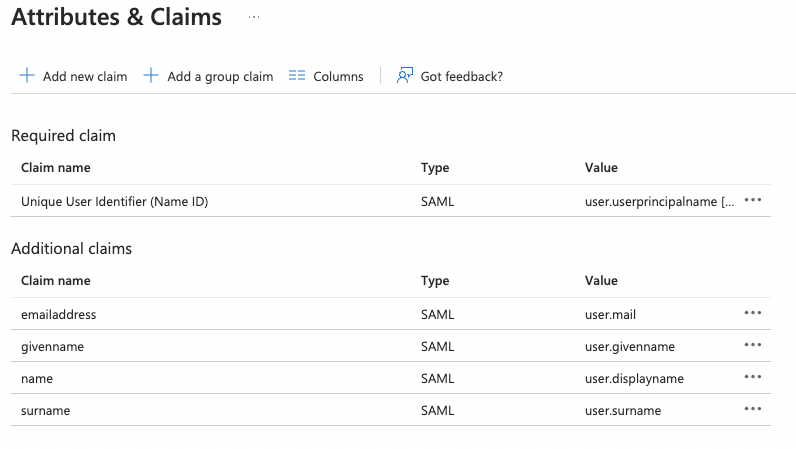 Attributes & Claims ...
Add new claim Add a group claim Columns Got feedback?
Required claim
Claim name Type Value
Unique User Identifier (Name ID) SAML user.userprincipalname [... •••
Additional claims
Claim name Type Value
emailaddress SAML user.mail •••
givenname SAML user.givenname •••
name SAML user.displayname •••
surname SAML user.surname •••